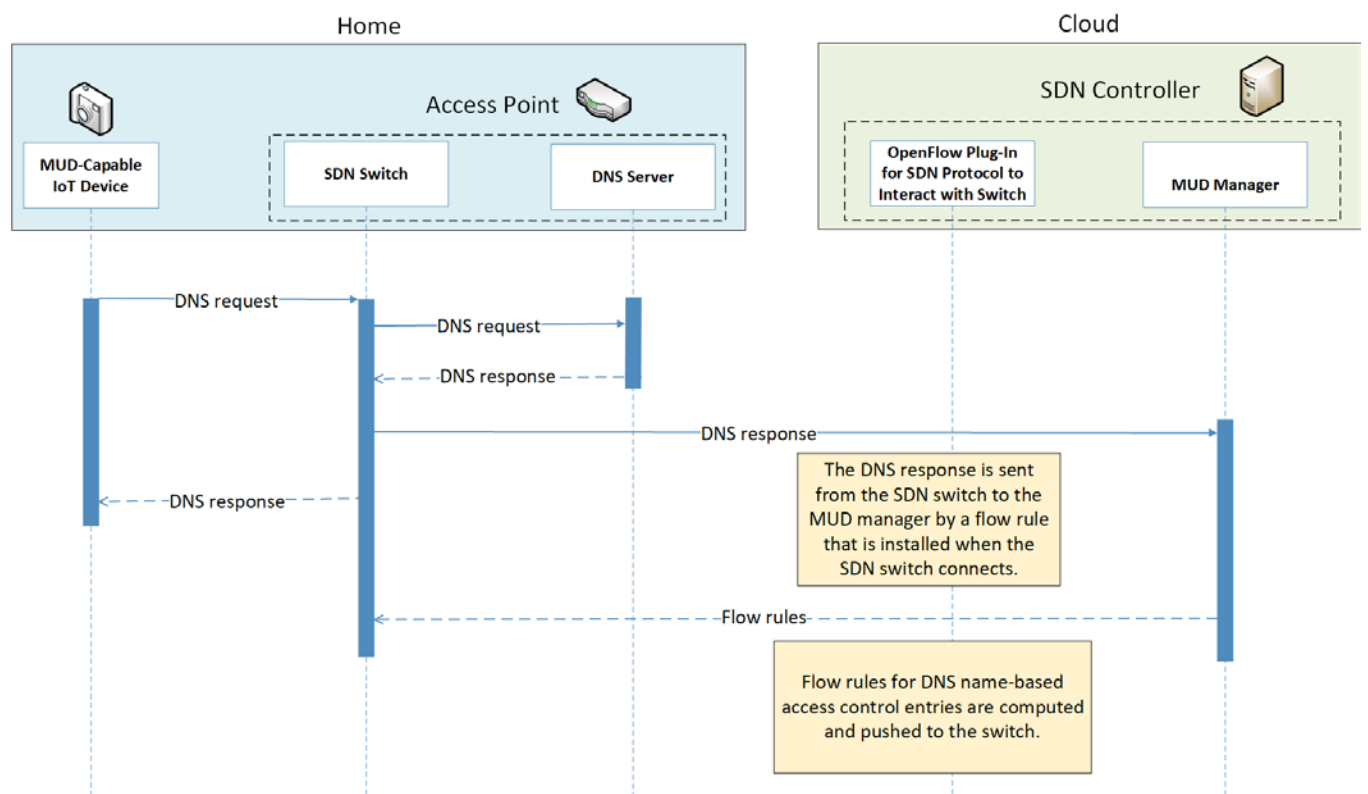 Home
Cloud
Access Point
SDN Controller
MUD-Capable
IoT Device
SDN Switch
DNS Server
OpenFlow Plug-In
for SDN Protocol to
Interact with Switch
MUD Manager
DNS request
DNS request
DNS response
DNS response
The DNS response is sent
from the SDN switch to the
MUD manager by a flow rule
that is installed when the
SDN switch connects.
DNS response
Flow rules
Flow rules for DNS name-based
access control entries are computed
and pushed to the switch.